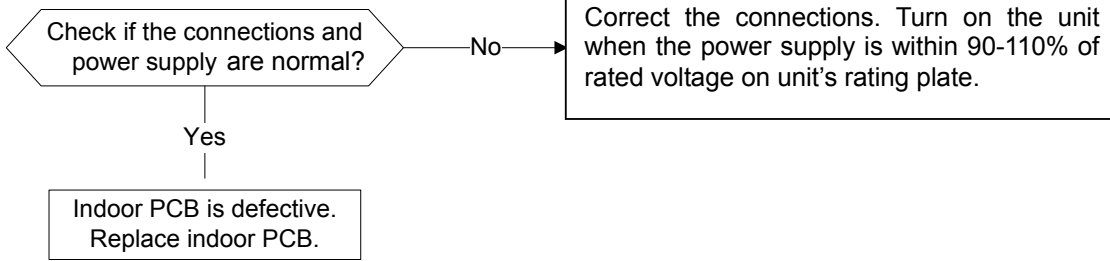 Check if the connections and
power supply are normal?
No
Correct the connections. Turn on the unit
when the power supply is within 90-110% of
rated voltage on unit's rating plate.
Yes
Indoor PCB is defective.
Replace indoor PCB.